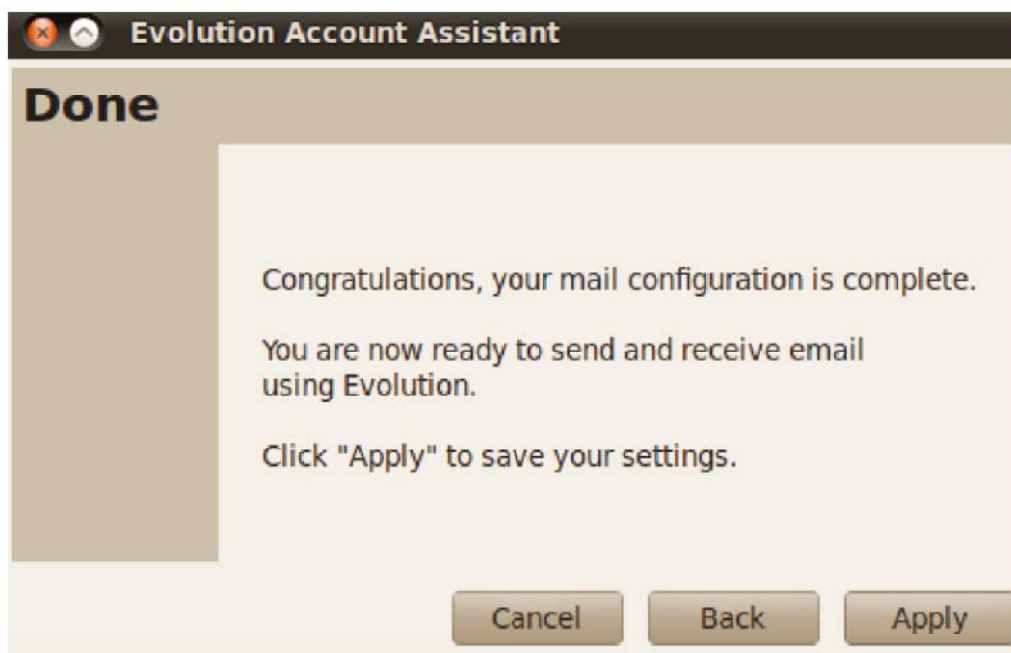 Evolution Account Assistant
Done
Congratulations, your mail configuration is complete.
You are now ready to send and receive email
using Evolution.
Click "Apply" to save your settings.
Cancel
Back
Apply